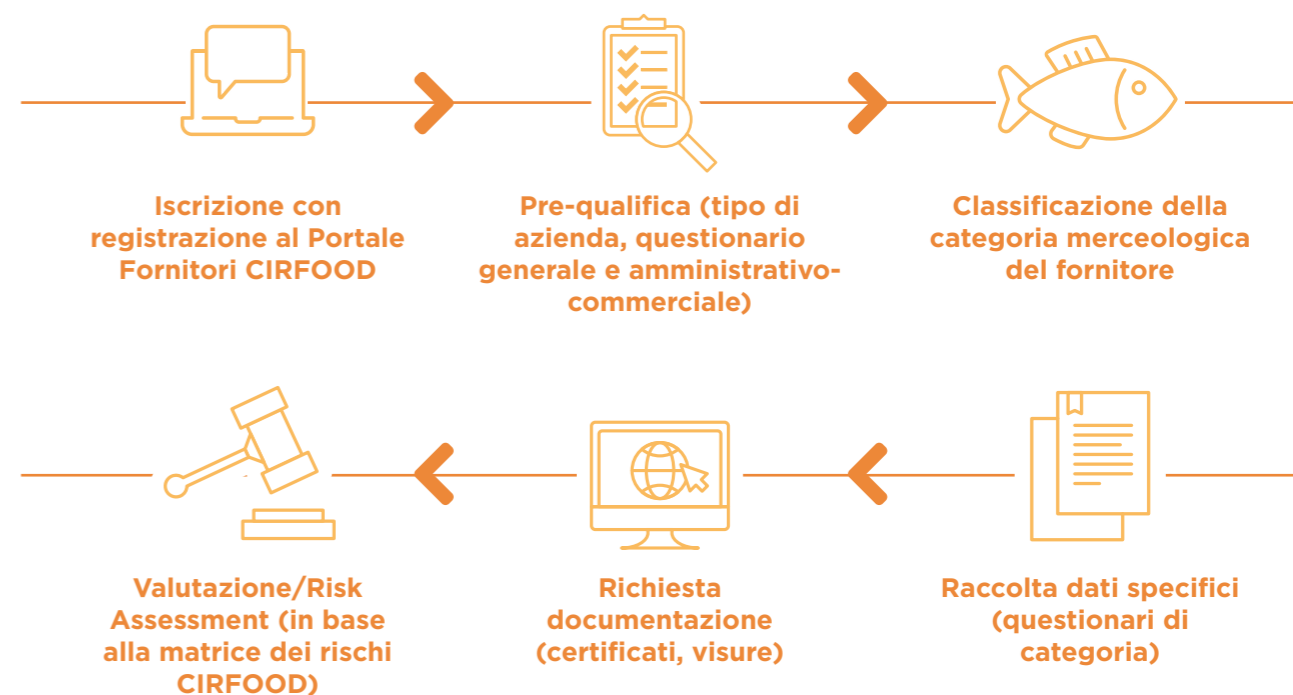 Iscrizione con
registrazione al Portale
Fornitori CIRFOOD
Pre-qualifica (tipo di
azienda, questionario
generale e amministrativo-
commerciale)
Classificazione della
categoria merceologica
del fornitore
Valutazione/Risk
Assessment (in base
alla matrice dei rischi
CIRFOOD)
Richiesta
documentazione
(certificati, visure)
Raccolta dati specifici
(questionari di
categoria)